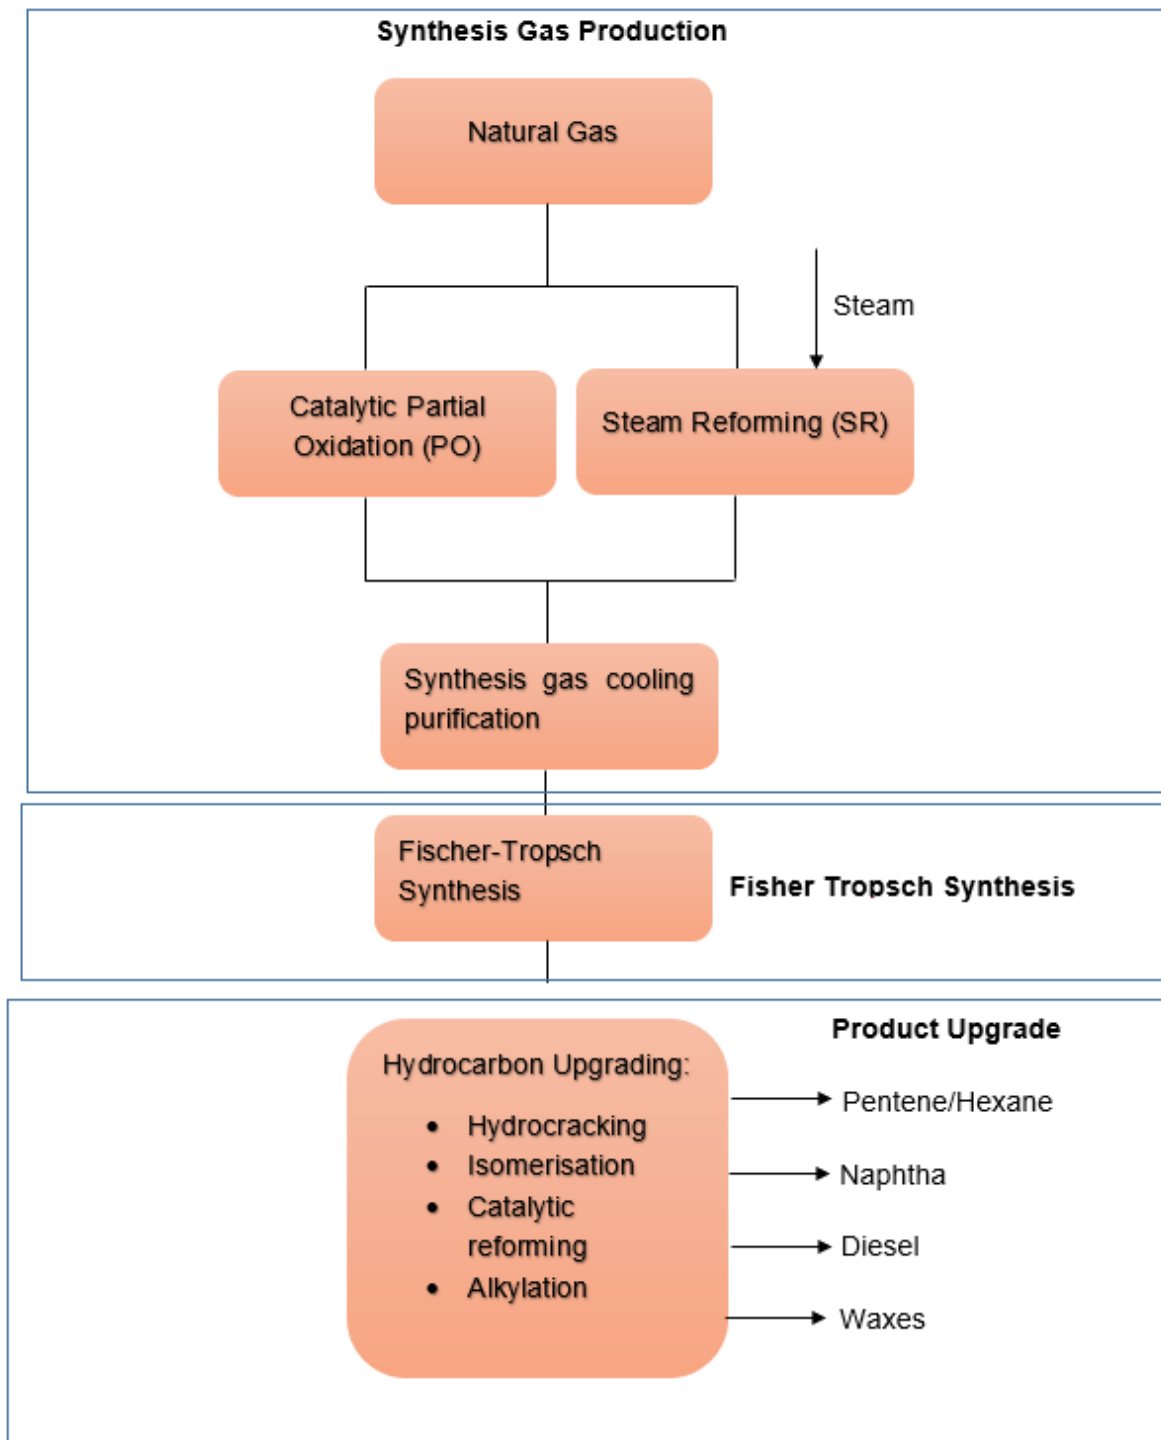 Synthesis Gas Production
Natural Gas
Steam
Catalytic Partial
Oxidation (PO)
Steam Reforming (SR)
Synthesis gas cooling
purification
Fischer-Tropsch
Synthesis
Fisher Tropsch Synthesis
Product Upgrade
Hydrocarbon Upgrading:
• Hydrocracking
• Isomerisation
• Catalytic
reforming
• Alkylation
Pentene/Hexane
Naphtha
Diesel
Waxes